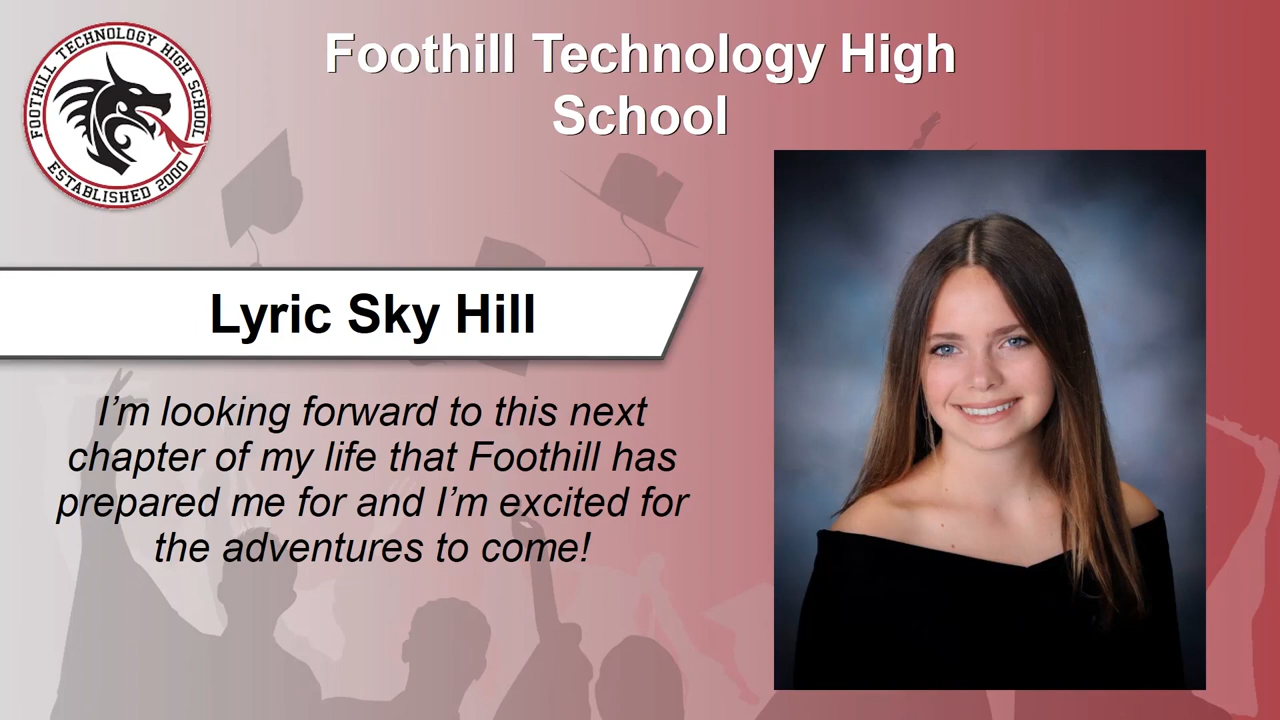 FOOTHILL TECHNOLOGY HIGH SCHOOL
ESTABLISHED 2000
Foothill Technology High
School
Lyric Sky Hill
I’m looking forward to this next
chapter of my life that Foothill has
prepared me for and I’m excited for
the adventures to come!